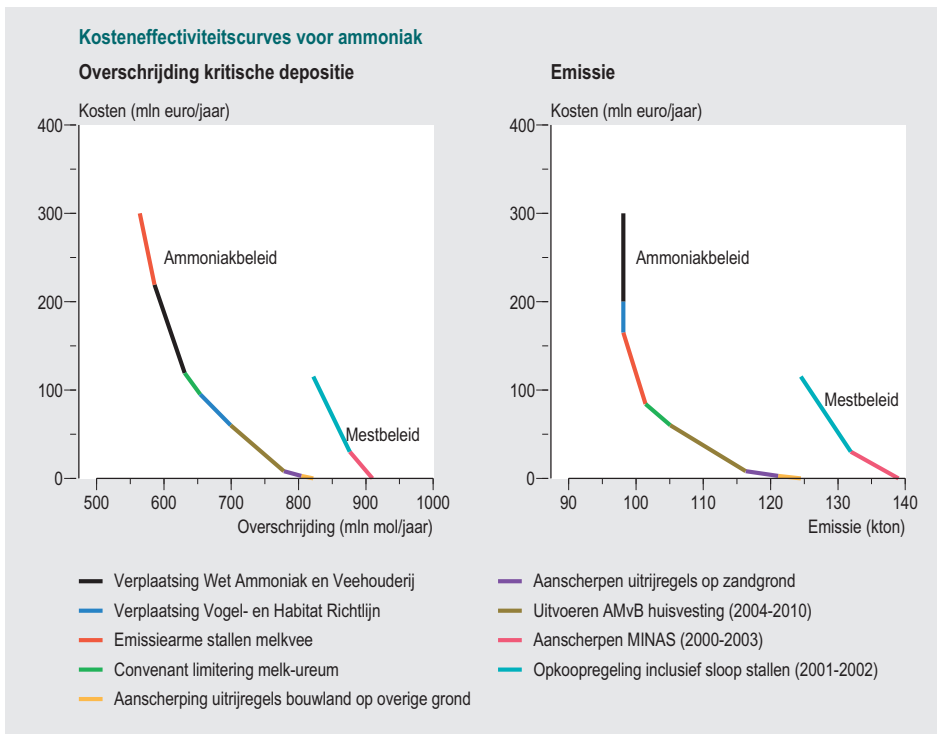 Kosteneffectiviteitscurves voor ammoniak
Overschrijding kritische depositie
Kosten (mln euro/jaar)
400
300
200
100
0
Ammoniakbeleid
Mestbeleid
500 600 700 800 900 1000
Overschrijding (mln mol/jaar)
Emissie
Kosten (mln euro/jaar)
400
300
200
100
0
Ammoniakbeleid
Mestbeleid
90 100 110 120 130 140
Emissie (kton)
Verplaatsing Wet Ammoniak en Veehouderij
Verplaatsing Vogel- en Habitat Richtlijn
Emissiearme stallen melkvee
Convenant limitering melk-ureum
Aanscherping uitrijregels bouwland op overige grond
Aanscherpen uitrijregels op zandgrond
Uitvoeren AMvB huisvesting (2004-2010)
Aanscherpen MINAS (2000-2003)
Opkoopregeling inclusief sloop stallen (2001-2002)